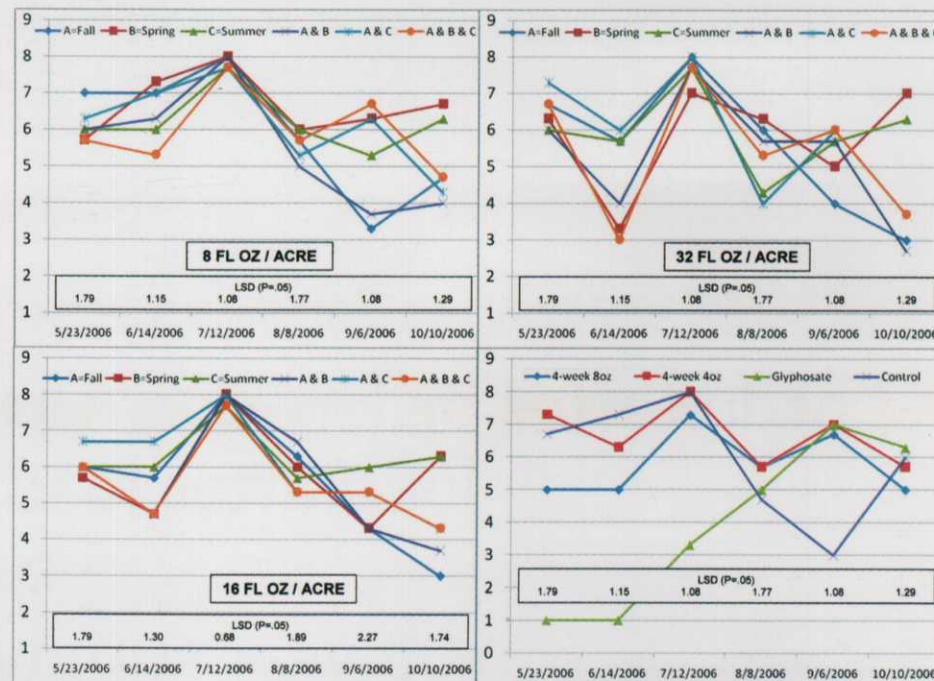 9
A=Fall B=Spring C=Summer A & B A & C A & B & C
8
7
6
5
4
3
8 FL OZ / ACRE
2
LSD (P=.05)
1.79 1.15 1.08 1.77 1.08 1.29
1
5/23/2006 6/14/2006 7/12/2006 8/8/2006 9/6/2006 10/10/2006
9
A=Fall B=Spring C=Summer A & B A & C A & B & C
8
7
6
5
4
3
32 FL OZ / ACRE
2
LSD (P=.05)
1.79 1.15 1.08 1.77 1.08 1.29
1
5/23/2006 6/14/2006 7/12/2006 8/8/2006 9/6/2006 10/10/2006
9
A=Fall B=Spring C=Summer A & B A & C A & B & C
8
7
6
5
4
3
16 FL OZ / ACRE
2
LSD (P=.05)
1.79 1.30 0.68 1.89 2.27 1.74
1
5/23/2006 6/14/2006 7/12/2006 8/8/2006 9/6/2006 10/10/2006
9
4-week 8oz 4-week 4oz Glyphosate Control
8
7
6
5
4
3
LSD (P=.05)
2
1.79 1.15 1.08 1.77 1.08 1.29
1
0
5/23/2006 6/14/2006 7/12/2006 8/8/2006 9/6/2006 10/10/2006